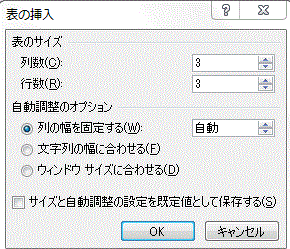 表の挿入
表のサイズ
列数(C): 3
行数(R): 3
自動調整のオプション
列の幅を固定する(W): 自動
文字列の幅に合わせる(F)
ウィンドウ サイズに合わせる(D)
サイズと自動調整の設定を既定値として保存する(S)
OK キャンセル